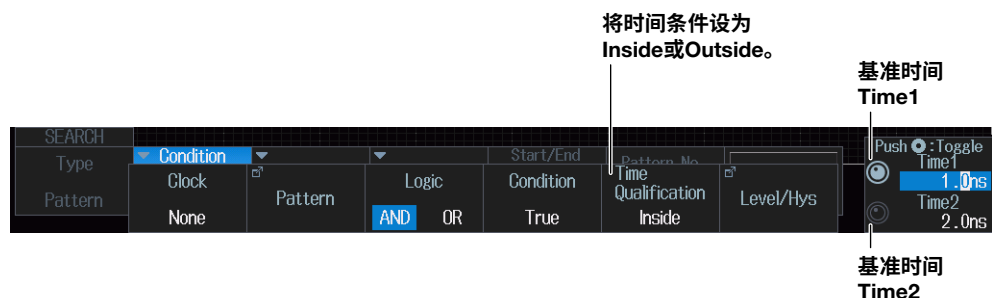 将时间条件设为
Inside或Outside。
基准时间
Time1
SEARCH
Type
Pattern
Condition
Clock
None
Pattern
Logic
AND OR
Start/End
Condition
True
Pattern No
Time
Qualification
Inside
Level/Hys
Push :Toggle
Time1
1.0ns
Time2
2.0ns
基准时间
Time2